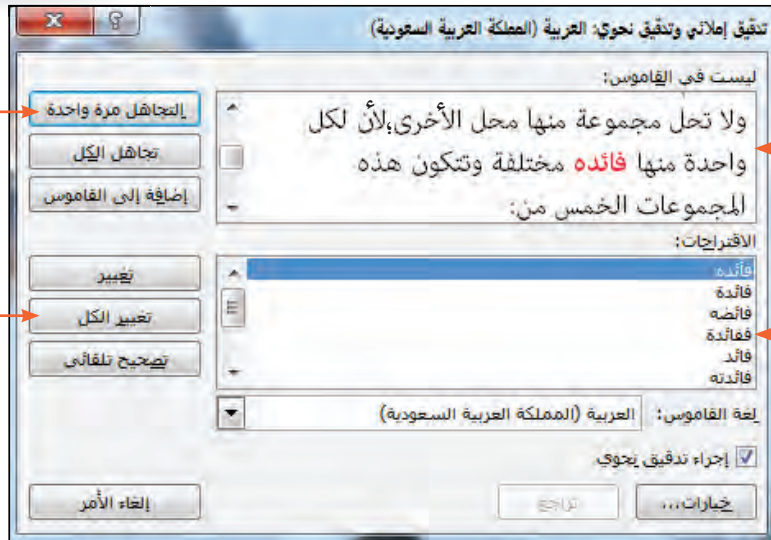 تدقيق إملائي وتدقيق نحوي: العربية (المملكة العربية السعودية)
ليست في القاموس:
ولا تحل مجموعة منها محل الأخرى؛لأن لكل
واحدة منها فائده مختلفة وتتكون هذه
المجموعات الخمس من:
التجاهل مرة واحدة
تجاهل الكل
إضافة إلى القاموس
الاقتراحات:
فأئده
فائدة
فائضه
ففائدة
فائد
فائدته
تغيير
تغيير الكل
تصحيح تلقائي
لغة القاموس: العربية (المملكة العربية السعودية)
إجراء تدقيق نحوي
خيارات...
تراجع
إلغاء الأمر